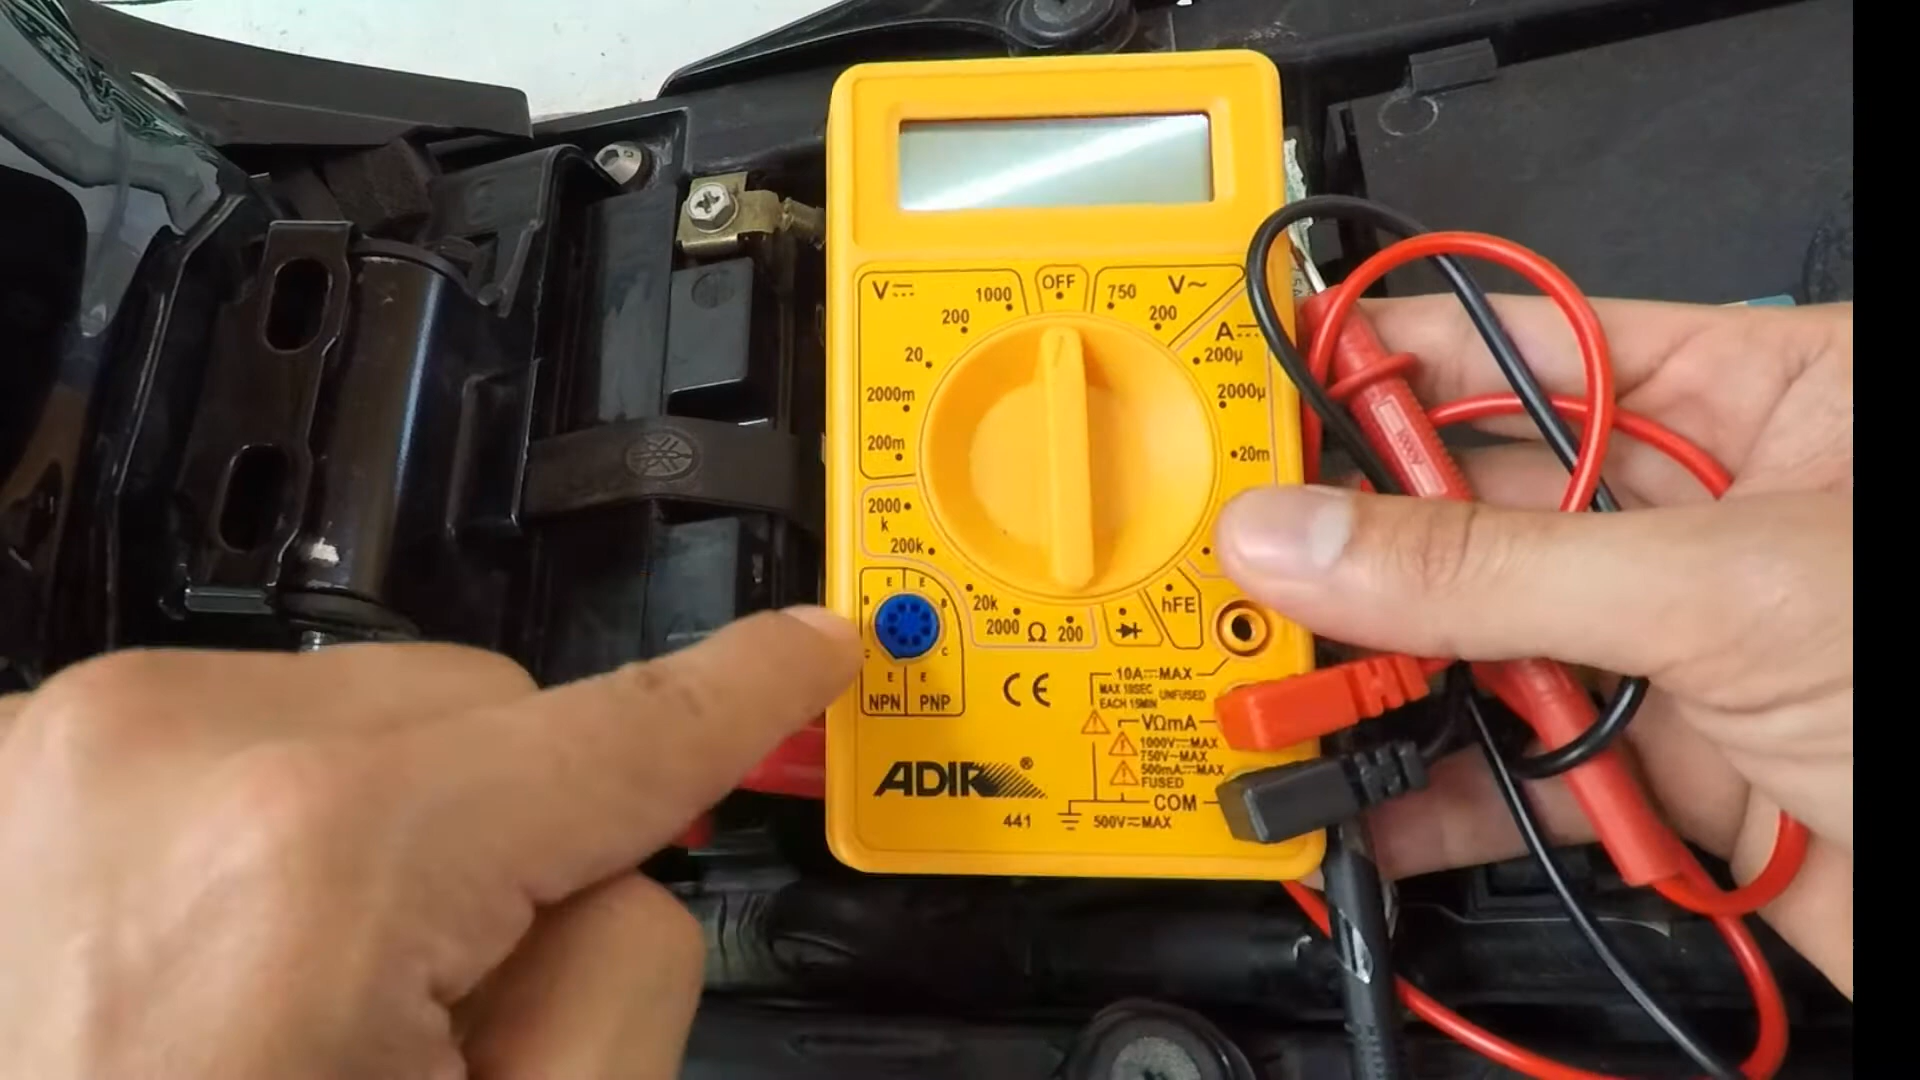 V⎓
1000
OFF
750
V~
200
200
A⎓
20
200µ
2000m
2000µ
200m
20m
2000
k
200k
20k
2000
Ω
200
hFE
E E
B B
C C
E E
NPN PNP
CE
10A⎓MAX
MAX 10SEC
EACH 15MIN
UNFUSED
VΩmA
1000V⎓MAX
750V~MAX
500mA⎓MAX
FUSED
COM
500V⎓MAX
ADIR®
441